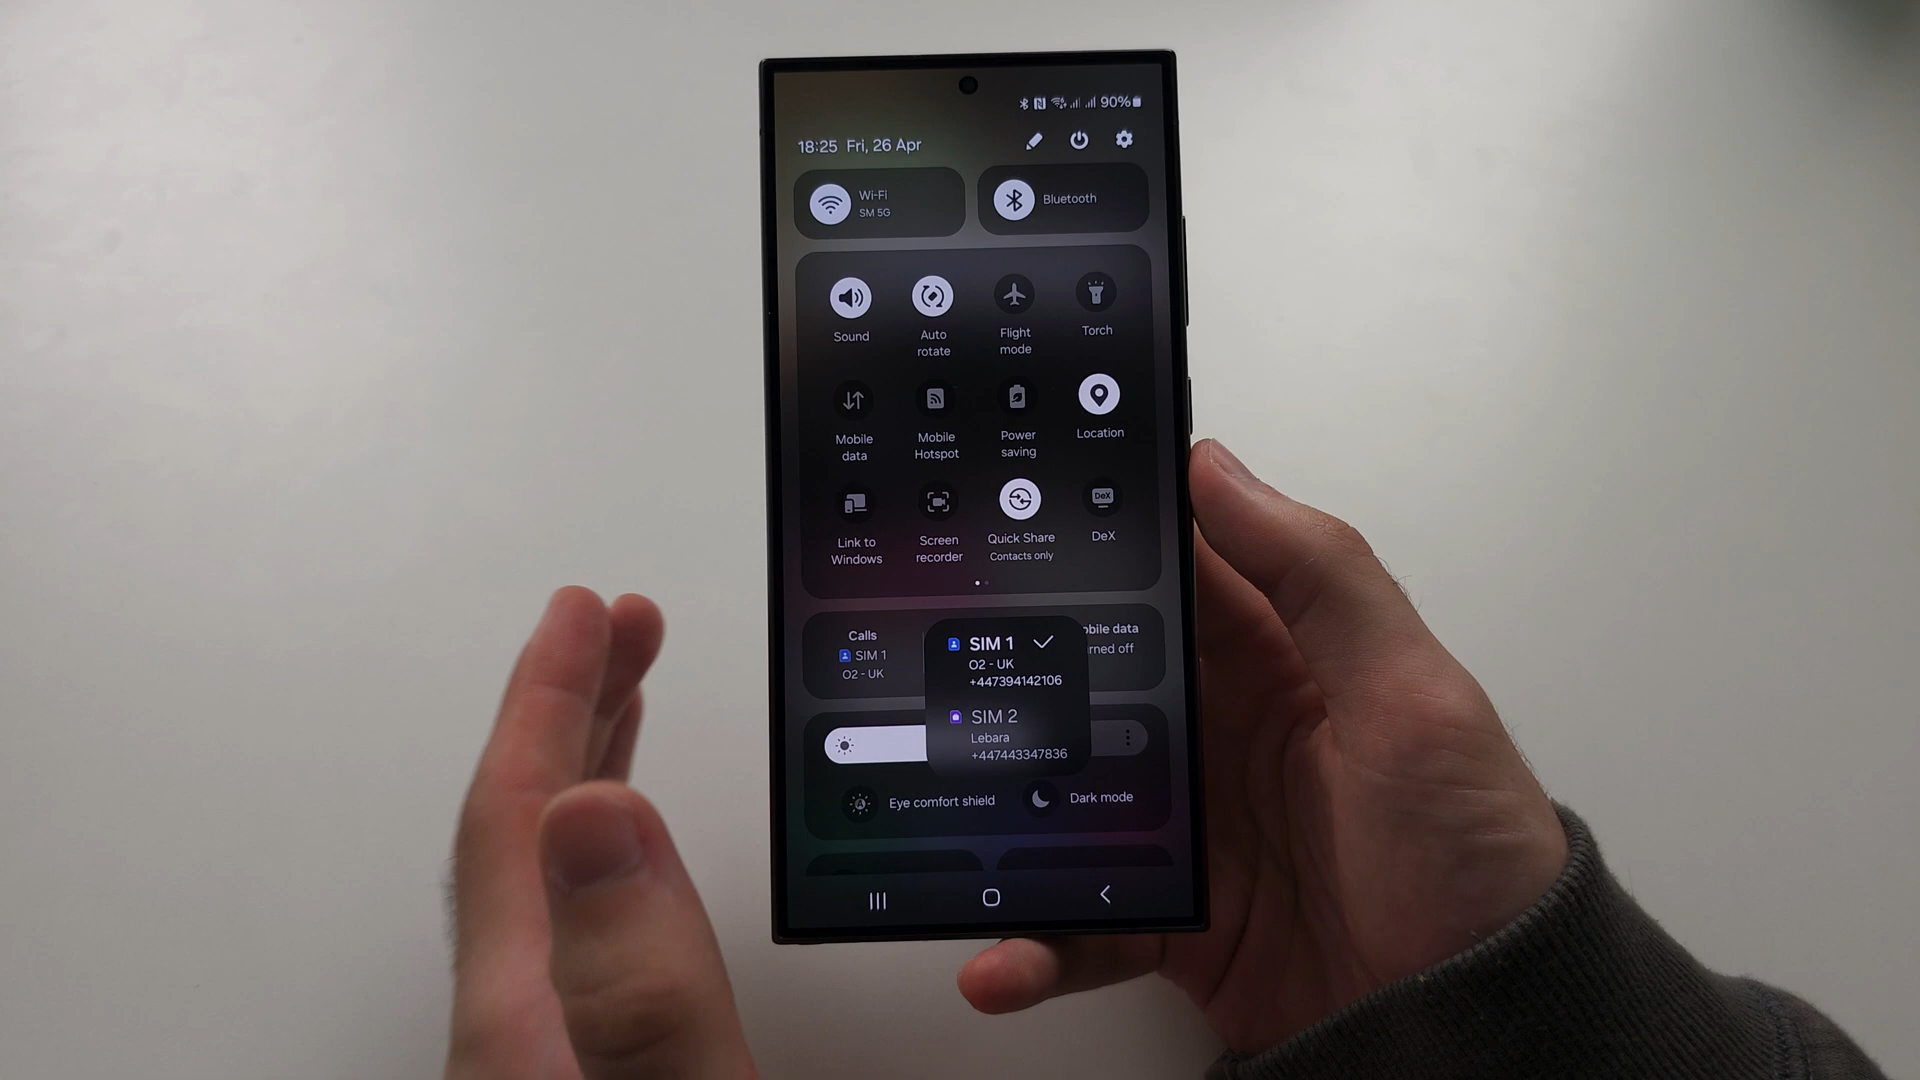 90%
18:25 Fri, 26 Apr
Wi-Fi
SM 5G
Bluetooth
Sound
Auto
rotate
Flight
mode
Torch
Mobile
data
Mobile
Hotspot
Power
saving
Location
Link to
Windows
Screen
recorder
Quick Share
Contacts only
DeX
DeX
Calls
SIM 1
O2 - UK
SIM 1
O2 - UK
+447394142106
SIM 2
Lebara
+447443347836
bile data
rned off
Eye comfort shield
Dark mode